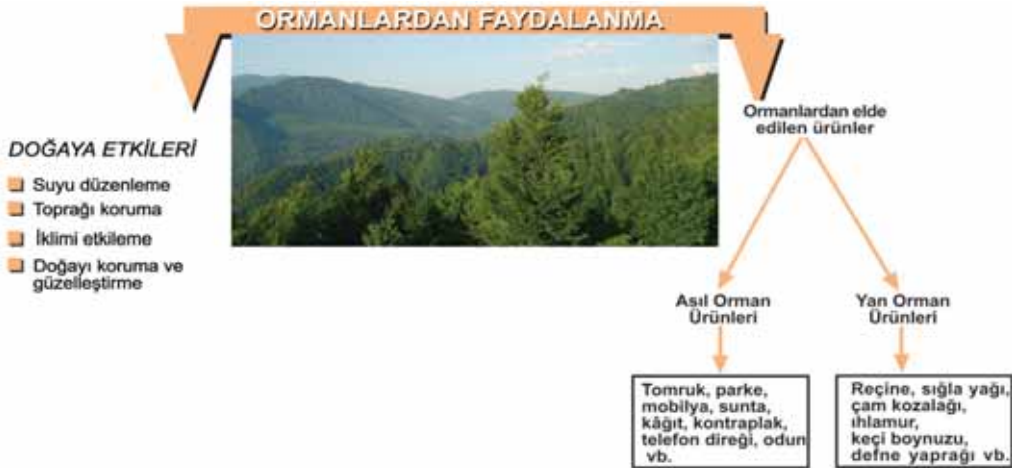 ORMANLARDAN FAYDALANMA
DOĞAYA ETKİLERİ
Suyu düzenleme
Toprağı koruma
İklimi etkileme
Doğayı koruma ve
güzelleştirme
Ormanlardan elde
edilen ürünler
Asıl Orman
Ürünleri
Tomruk, parke,
mobilya, sunta,
kâğıt, kontraplak,
telefon direği, odun
vb.
Yan Orman
Ürünleri
Reçine, sığla yağı,
çam kozalağı,
ıhlamur,
keçi boynuzu,
defne yaprağı vb.